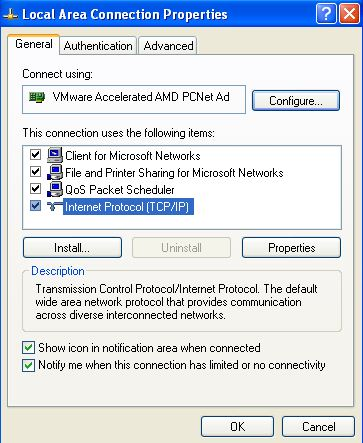 Local Area Connection Properties
General Authentication Advanced
Connect using:
VMware Accelerated AMD PCNet Ad
Configure...
This connection uses the following items:
Client for Microsoft Networks
File and Printer Sharing for Microsoft Networks
QoS Packet Scheduler
Internet Protocol (TCP/IP)
Install... Uninstall Properties
Description
Transmission Control Protocol/Internet Protocol. The default
wide area network protocol that provides communication
across diverse interconnected networks.
Show icon in notification area when connected
Notify me when this connection has limited or no connectivity
OK Cancel